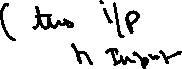 ( two i/p
n Input